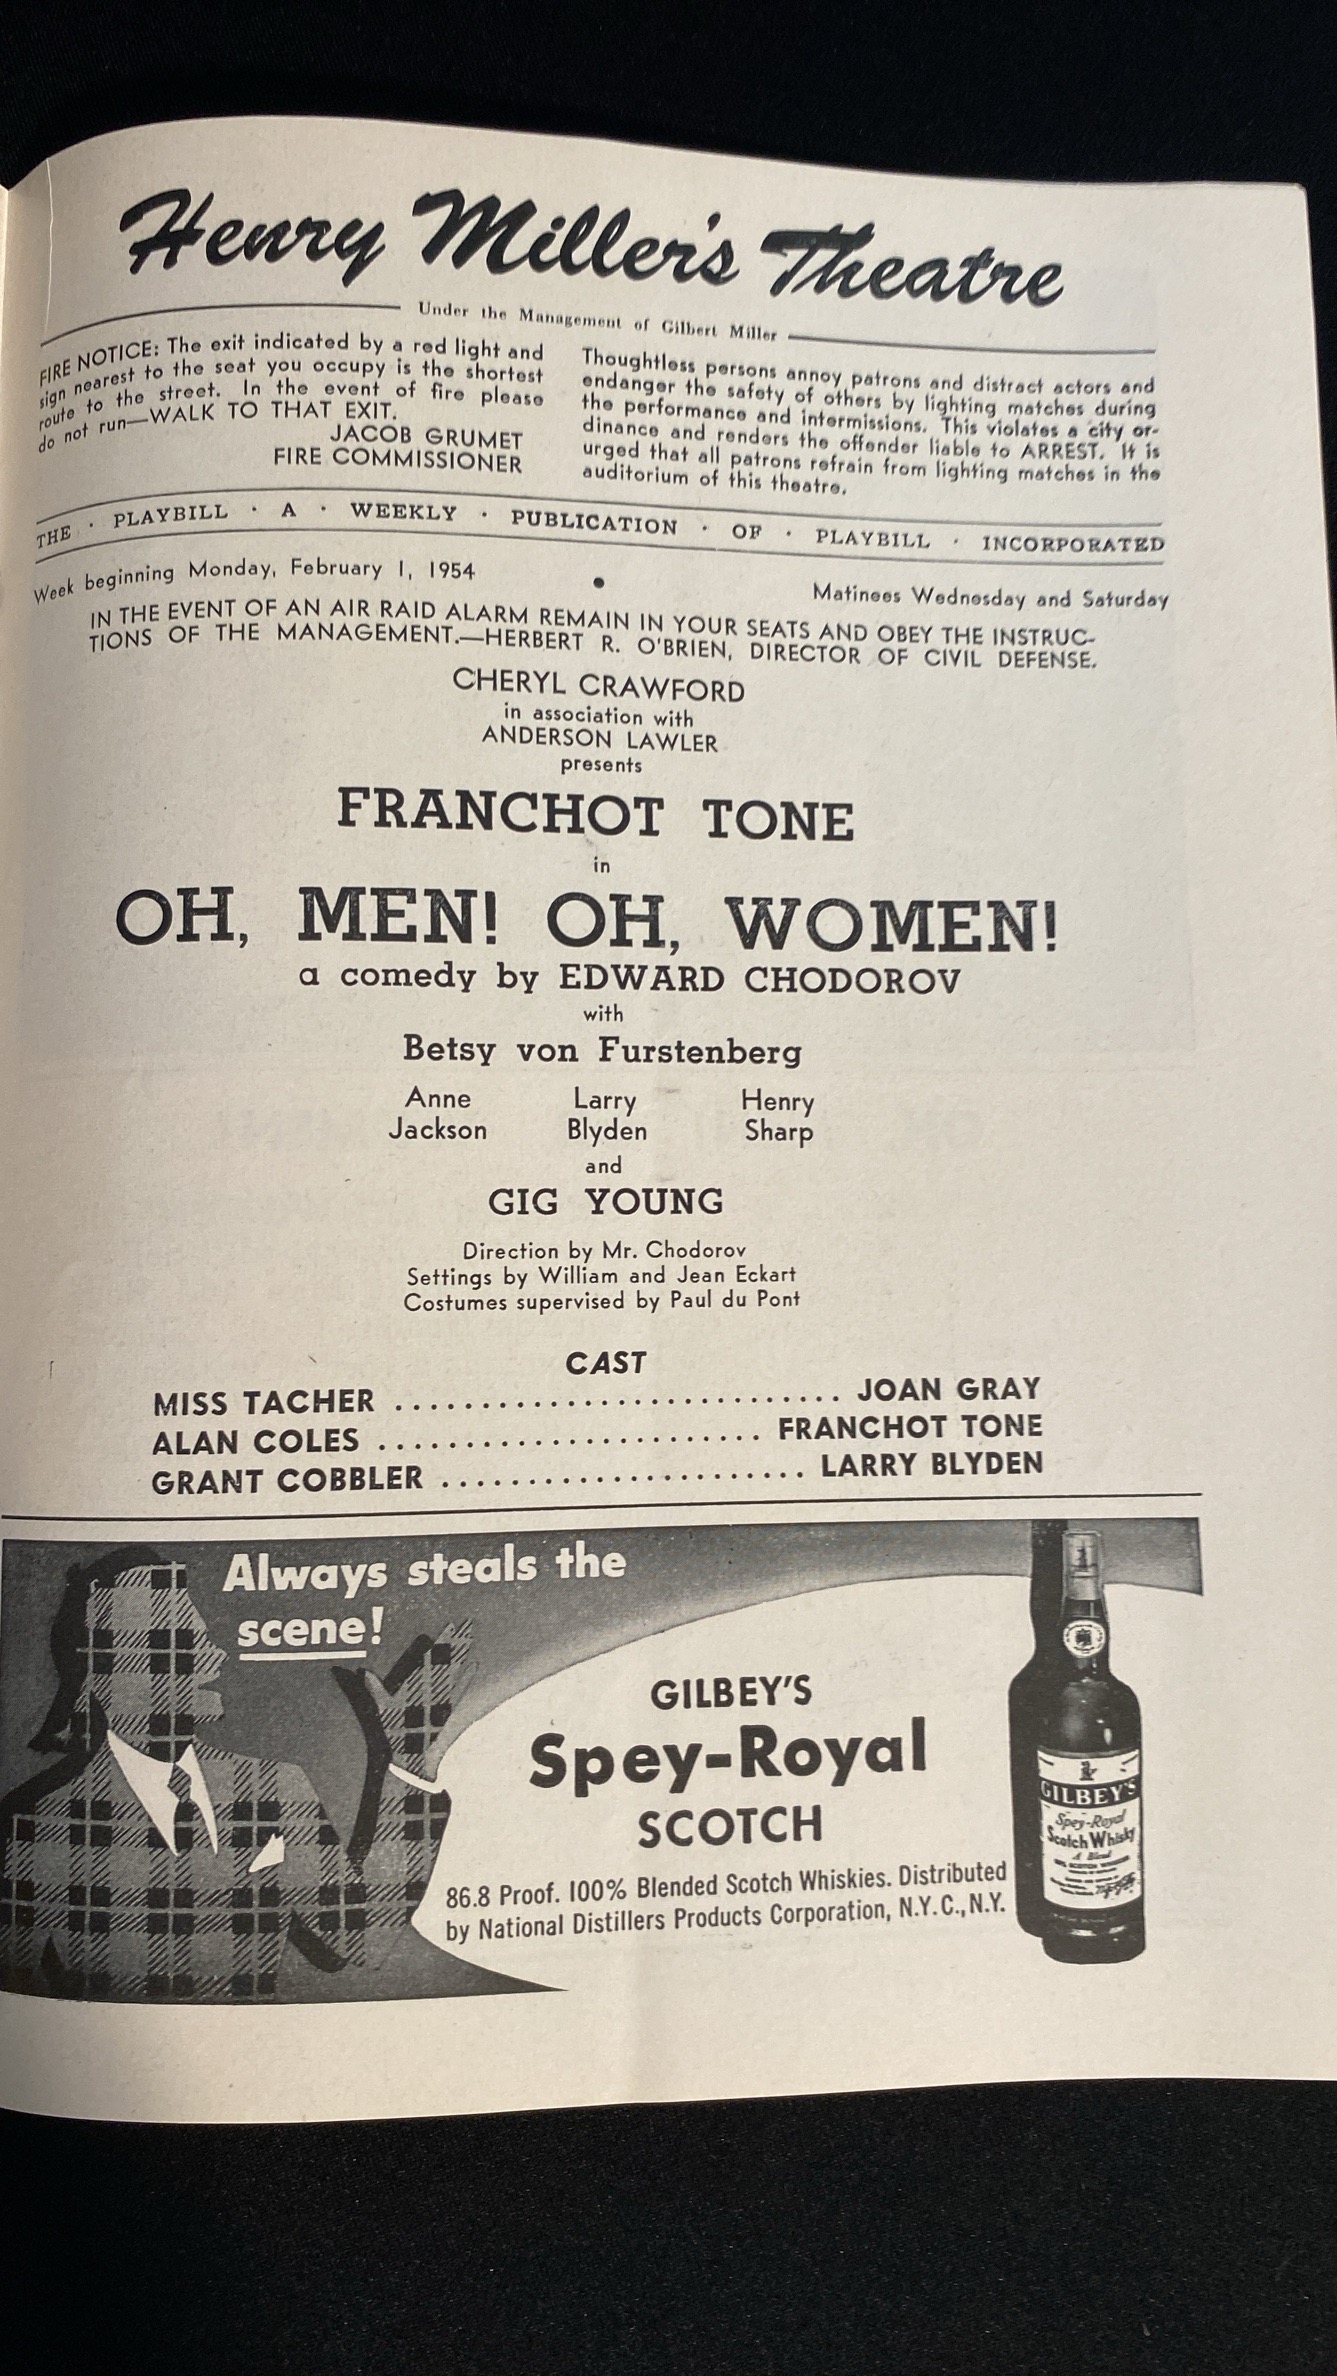 Henry Miller's Theatre
Under the Management of Gilbert Miller
FIRE NOTICE: The exit indicated by a red light and
sign nearest to the seat you occupy is the shortest
route to the street. In the event of fire please
do not run—WALK TO THAT EXIT.
JACOB GRUMET
FIRE COMMISSIONER
Thoughtless persons annoy patrons and distract actors and
endanger the safety of others by lighting matches during
the performance and intermissions. This violates a city or-
dinance and renders the offender liable to ARREST. It is
urged that all patrons refrain from lighting matches in the
auditorium of this theatre.
THE · PLAYBILL · A · WEEKLY · PUBLICATION · OF · PLAYBILL · INCORPORATED
Week beginning Monday, February 1, 1954 • Matinees Wednesday and Saturday
IN THE EVENT OF AN AIR RAID ALARM REMAIN IN YOUR SEATS AND OBEY THE INSTRUC-
TIONS OF THE MANAGEMENT.—HERBERT R. O'BRIEN, DIRECTOR OF CIVIL DEFENSE.
CHERYL CRAWFORD
in association with
ANDERSON LAWLER
presents
FRANCHOT TONE
in
OH, MEN! OH, WOMEN!
a comedy by EDWARD CHODOROV
with
Betsy von Furstenberg
Anne Larry Henry
Jackson Blyden Sharp
and
GIG YOUNG
Direction by Mr. Chodorov
Settings by William and Jean Eckart
Costumes supervised by Paul du Pont
CAST
MISS TACHER ............................ JOAN GRAY
ALAN COLES ........................ FRANCHOT TONE
GRANT COBBLER ....................... LARRY BLYDEN
Always steals the
scene!
GILBEY'S
Spey-Royal
SCOTCH
86.8 Proof. 100% Blended Scotch Whiskies. Distributed
by National Distillers Products Corporation, N.Y.C., N.Y.
GILBEY'S
Spey-Royal
Scotch Whisky
A Blend